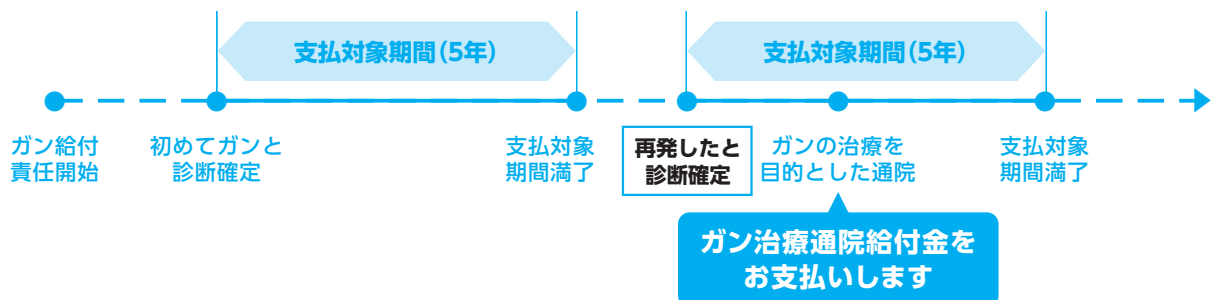 支払対象期間(5年)
支払対象期間(5年)
ガン給付
責任開始
初めてガンと
診断確定
支払対象
期間満了
再発したと
診断確定
ガンの治療を
目的とした通院
支払対象
期間満了
ガン治療通院給付金を
お支払いします